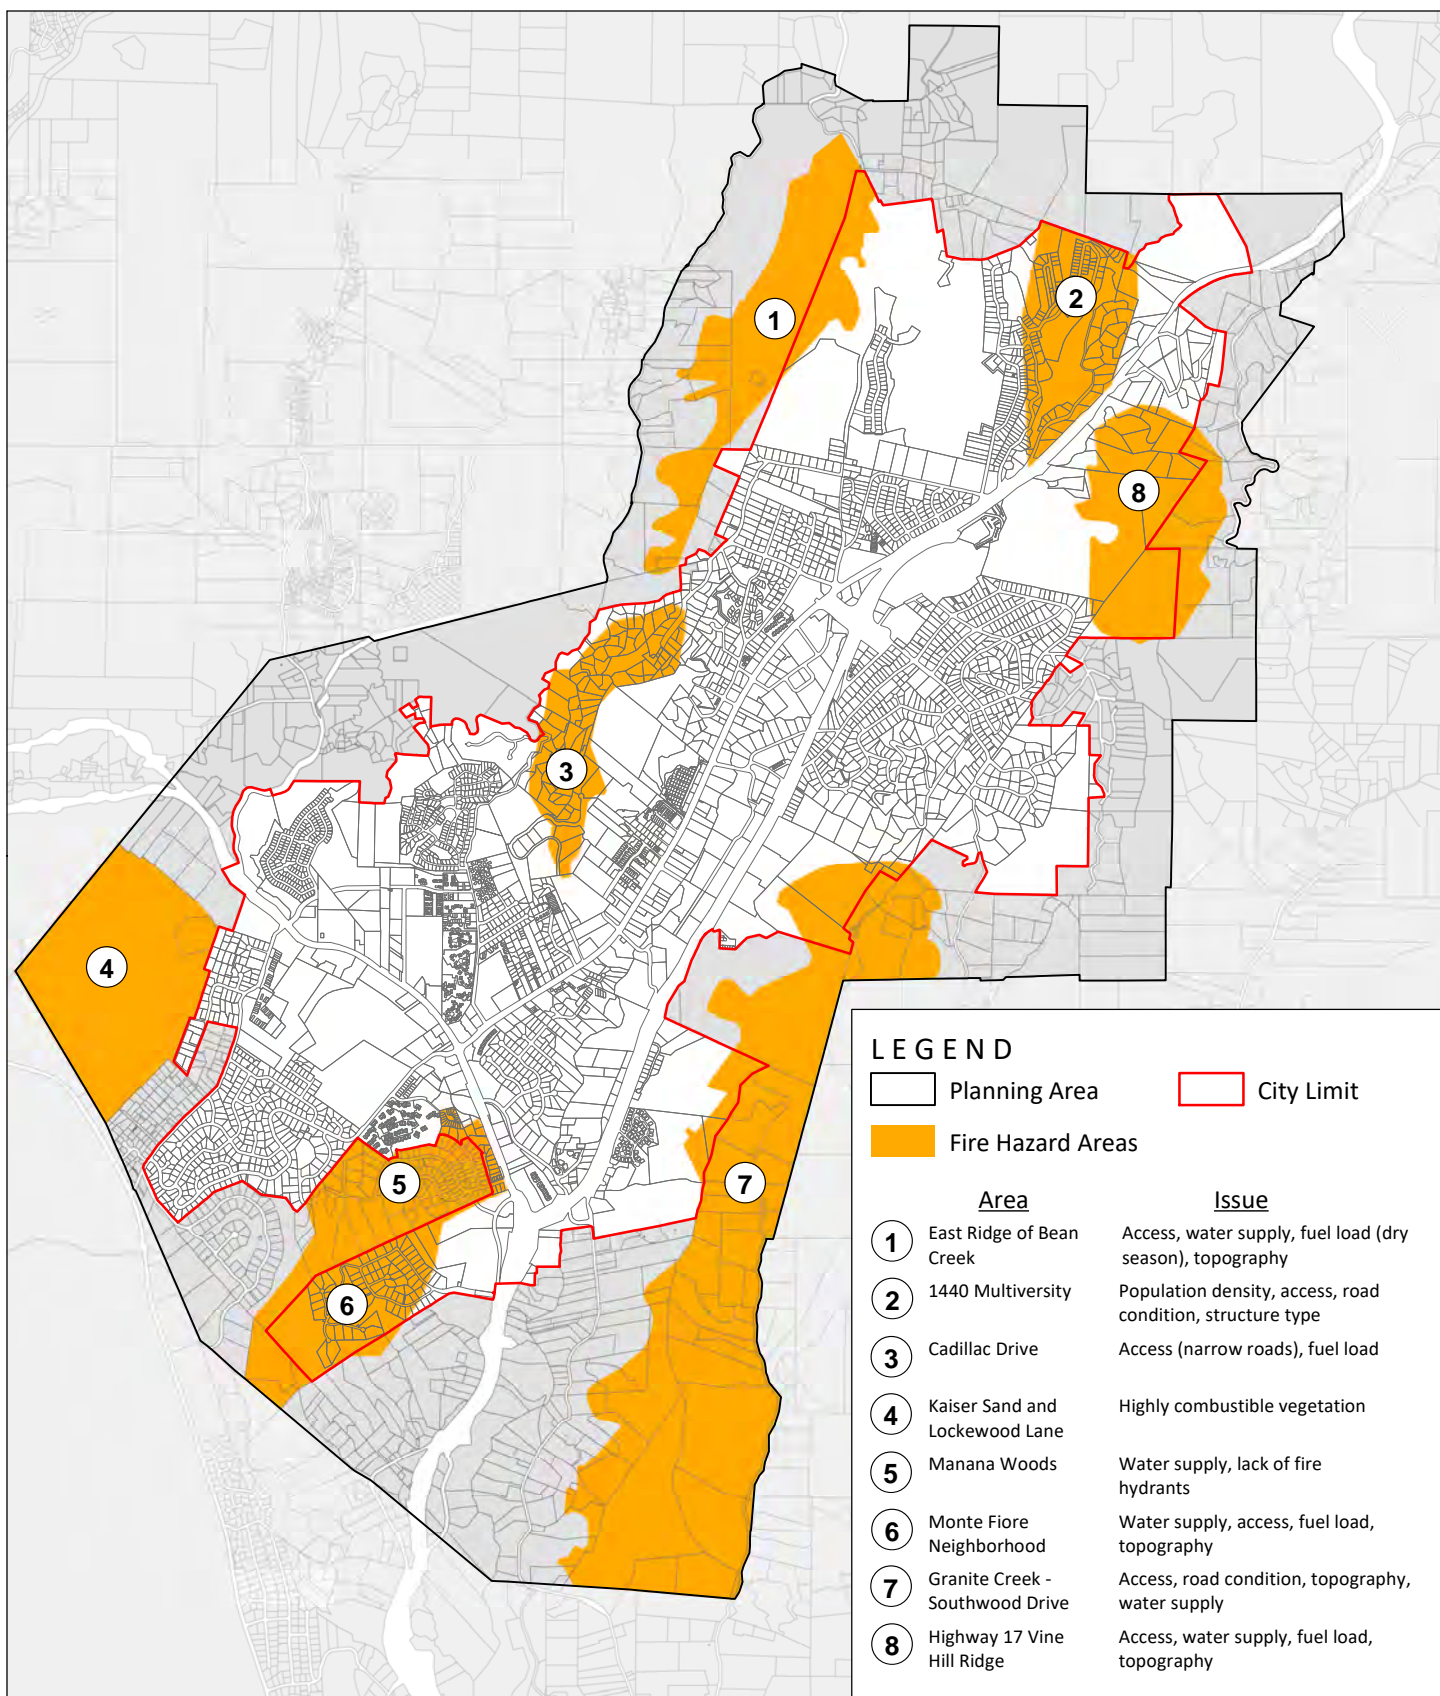 1
2
8
3
4
5
6
7
LEGEND
Planning Area
City Limit
Fire Hazard Areas
Area Issue
1 East Ridge of Bean Access, water supply, fuel load (dry
Creek season), topography
2 1440 Multiversity Population density, access, road
condition, structure type
3 Cadillac Drive Access (narrow roads), fuel load
4 Kaiser Sand and Highly combustible vegetation
Lockewood Lane
5 Manana Woods Water supply, lack of fire
hydrants
6 Monte Fiore Water supply, access, fuel load,
Neighborhood topography
7 Granite Creek - Access, road condition, topography,
Southwood Drive water supply
8 Highway 17 Vine Access, water supply, fuel load,
Hill Ridge topography